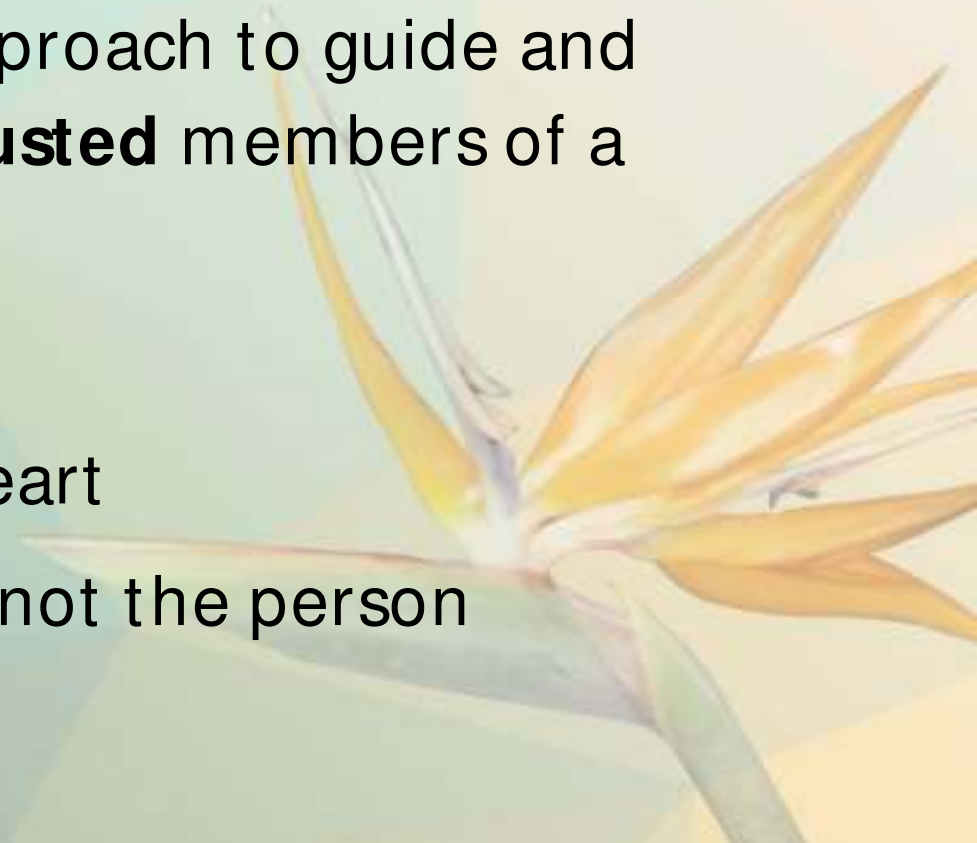 proach to guide and
usted members of a
eart
not the person